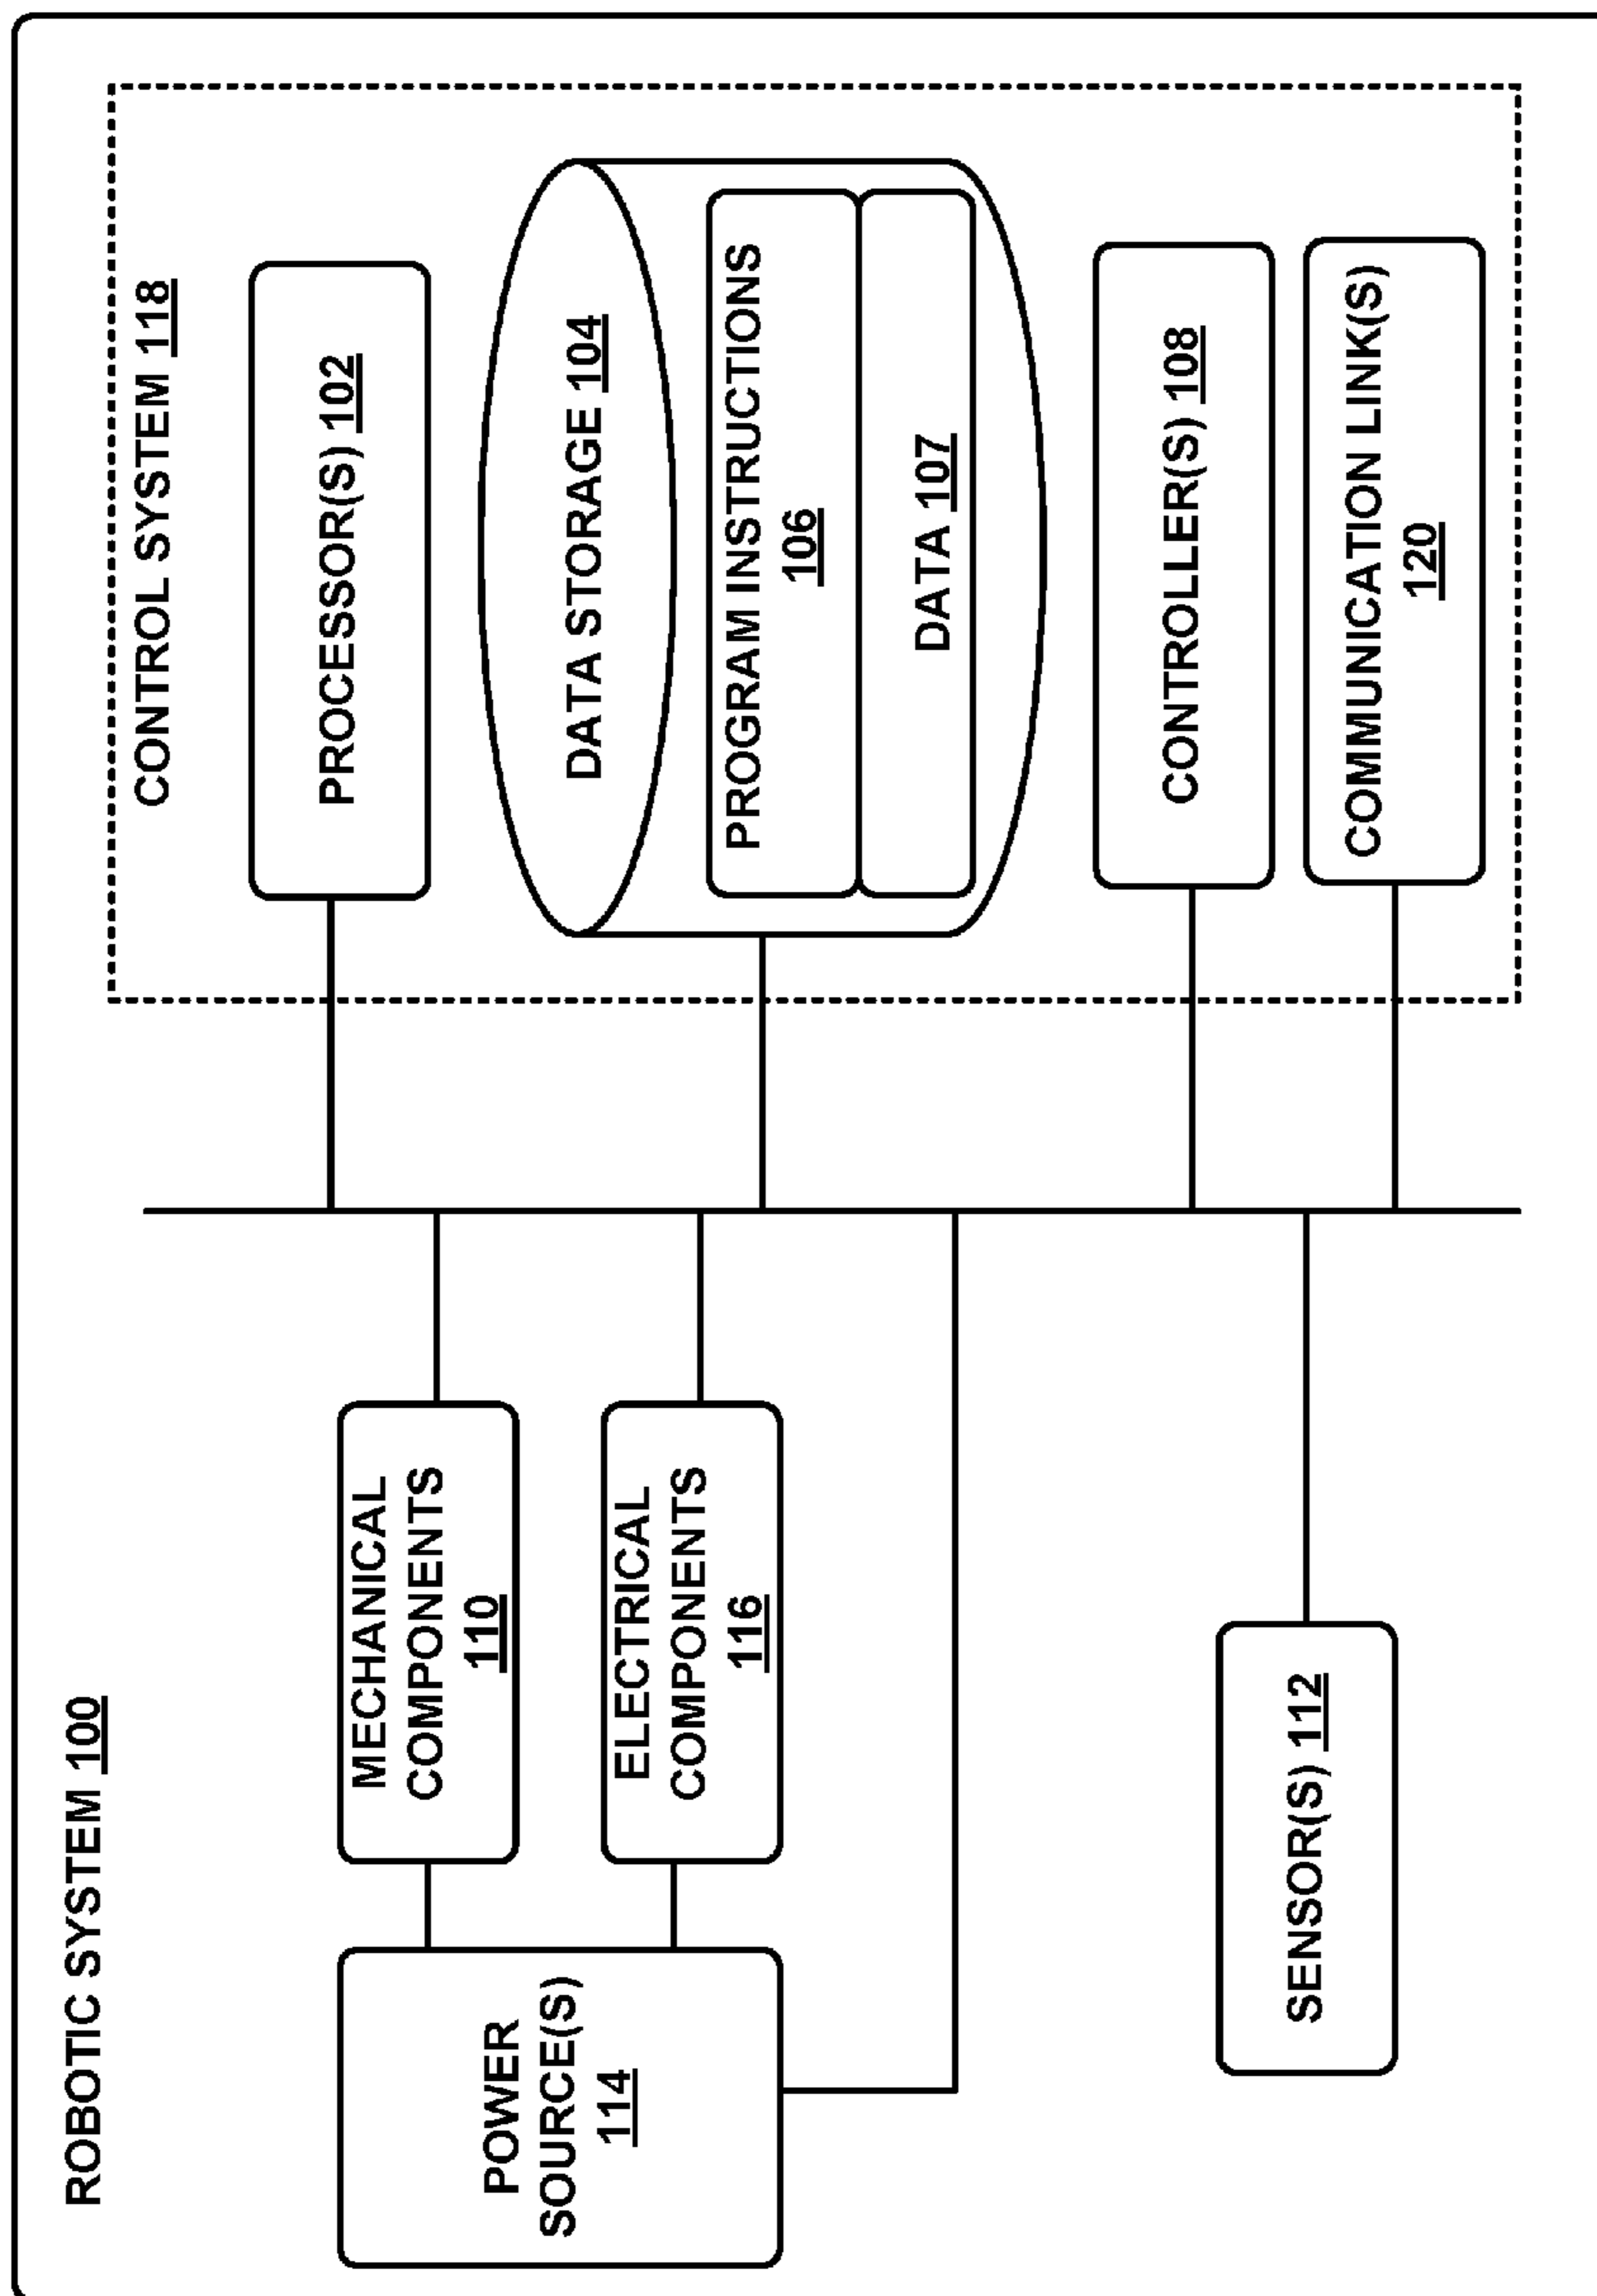 ROBOTIC SYSTEM 100
POWER
SOURCE(S)
114
MECHANICAL
COMPONENTS
110
ELECTRICAL
COMPONENTS
116
SENSOR(S) 112
CONTROL SYSTEM 118
PROCESSOR(S) 102
DATA STORAGE 104
PROGRAM INSTRUCTIONS
106
DATA 107
CONTROLLER(S) 108
COMMUNICATION LINK(S)
120